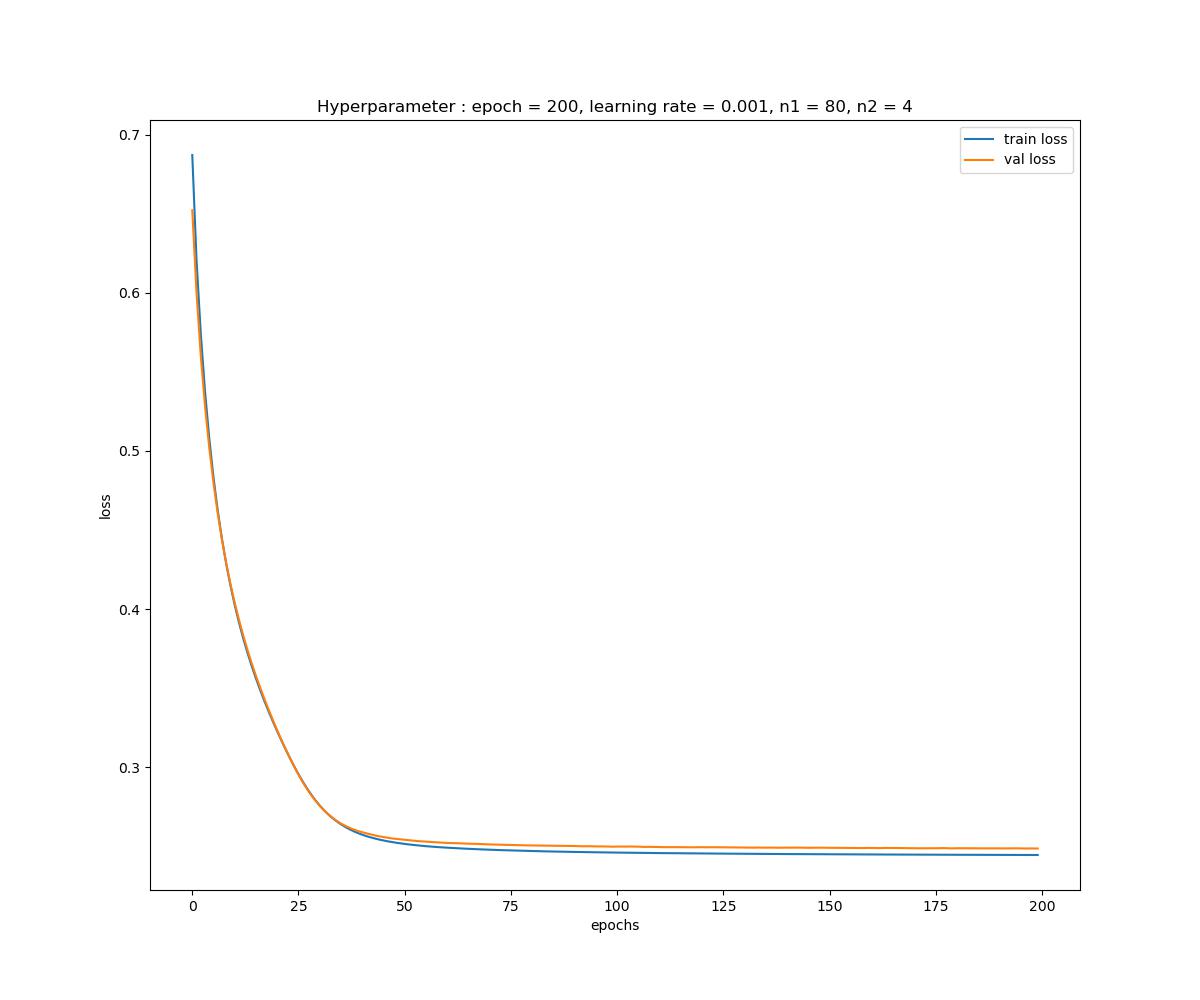 Hyperparameter : epoch = 200, learning rate = 0.001, n1 = 80, n2 = 4
train loss
val loss
0.7
0.6
0.5
0.4
0.3
loss
0 25 50 75 100 125 150 175 200
epochs